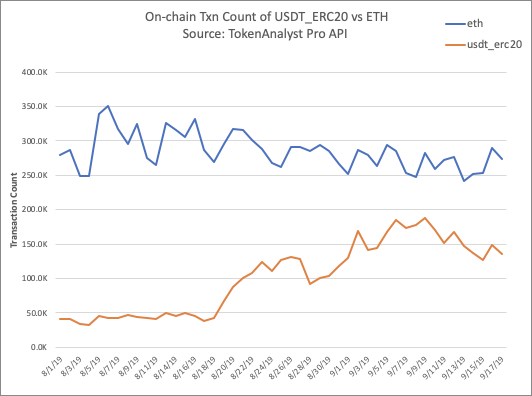 On-chain Txn Count of USDT_ERC20 vs ETH
Source: TokenAnalyst Pro API
eth
usdt_erc20
Transaction Count
400.0K
350.0K
300.0K
250.0K
200.0K
150.0K
100.0K
50.0K
0.0K
8/1/19
8/3/19
8/5/19
8/7/19
8/9/19
8/11/19
8/14/19
8/16/19
8/18/19
8/20/19
8/22/19
8/24/19
8/26/19
8/28/19
8/30/19
9/1/19
9/3/19
9/5/19
9/7/19
9/9/19
9/11/19
9/13/19
9/15/19
9/17/19